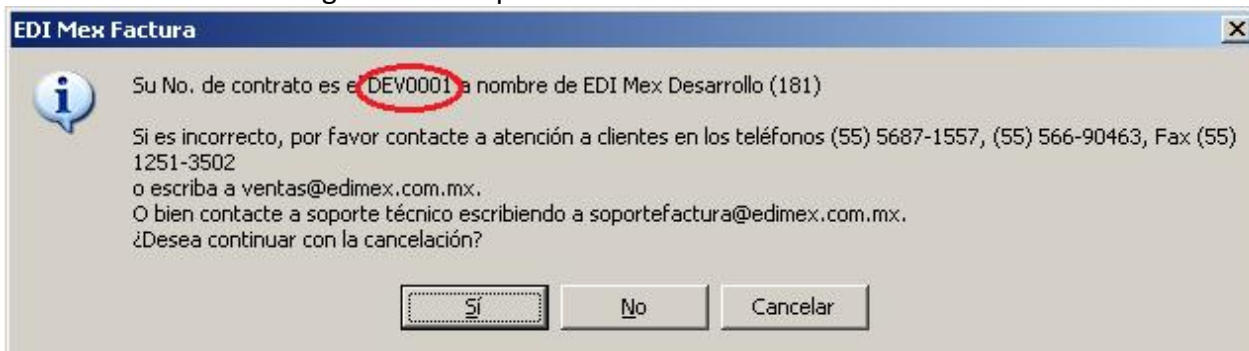 EDI Mex Factura
Su No. de contrato es el DEV0001 a nombre de EDI Mex Desarrollo (181)
Si es incorrecto, por favor contacte a atención a clientes en los teléfonos (55) 5687-1557, (55) 566-90463, Fax (55)
1251-3502
o escriba a ventas@edimex.com.mx.
O bien contacte a soporte técnico escribiendo a soportefactura@edimex.com.mx.
¿Desea continuar con la cancelación?
Sí
No
Cancelar